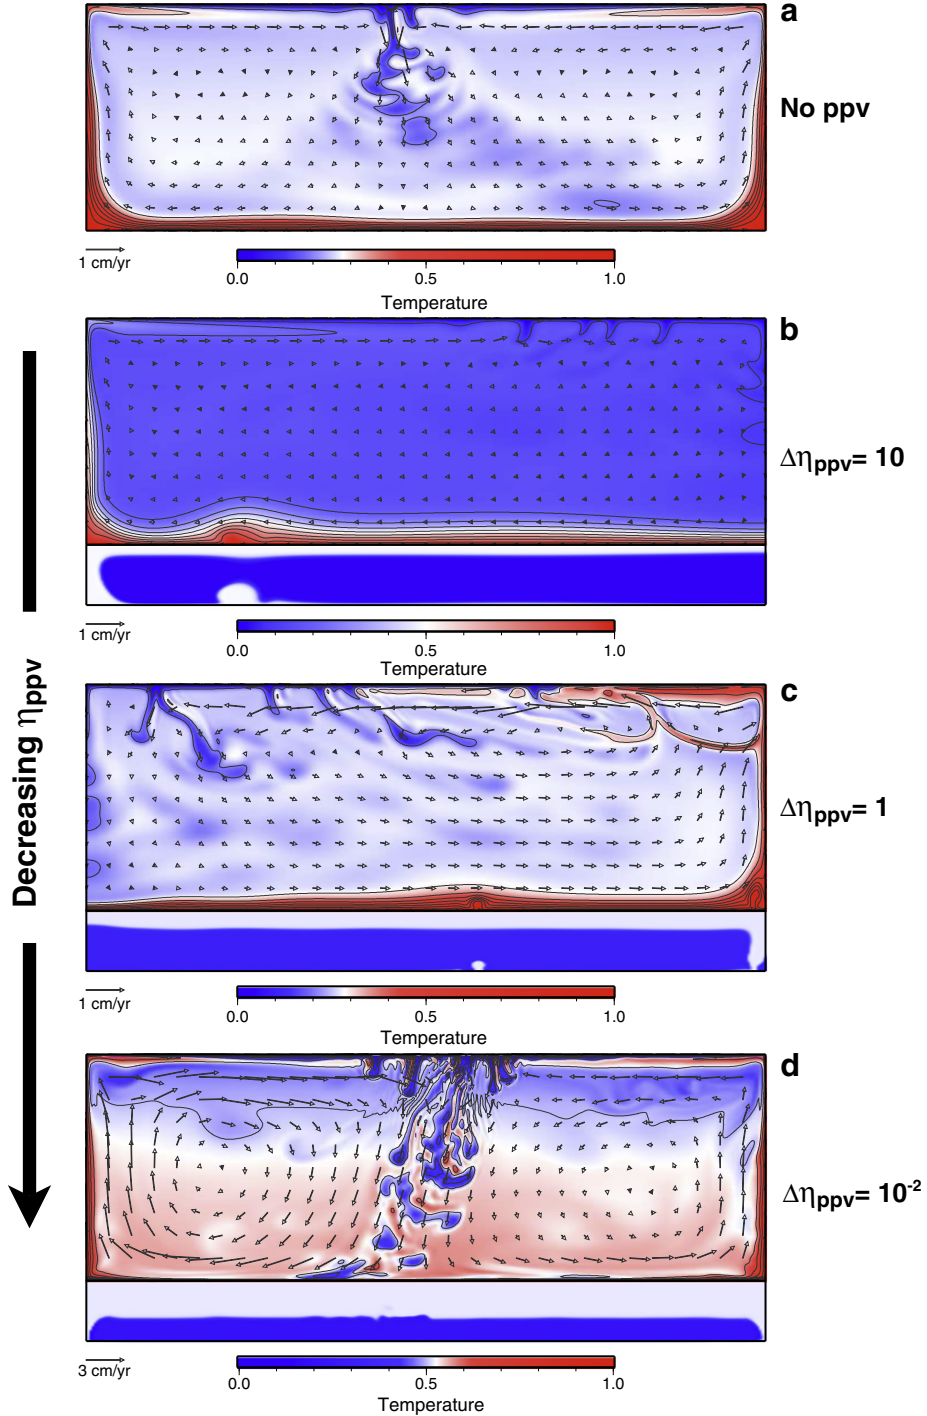 a
No ppv
1 cm/yr
0.0 0.5 1.0
Temperature
b
Δηppv= 10
1 cm/yr
0.0 0.5 1.0
Temperature
Decreasing ηppv
c
Δηppv= 1
1 cm/yr
0.0 0.5 1.0
Temperature
d
Δηppv= 10-2
3 cm/yr
0.0 0.5 1.0
Temperature